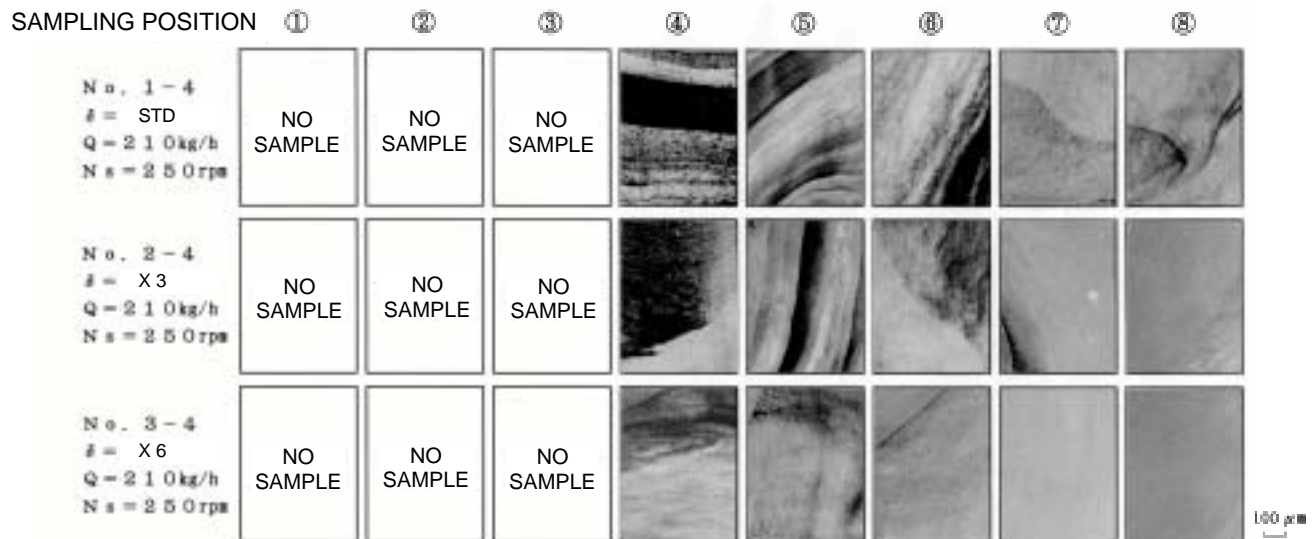 SAMPLING POSITION ① ② ③ ④ ⑤ ⑥ ⑦ ⑧
No. 1-4
δ = STD
Q=210kg/h
Ns=250rpm
NO SAMPLE
NO SAMPLE
NO SAMPLE
No. 2-4
δ = X 3
Q=210kg/h
Ns=250rpm
NO SAMPLE
NO SAMPLE
NO SAMPLE
No. 3-4
δ = X 6
Q=210kg/h
Ns=250rpm
NO SAMPLE
NO SAMPLE
NO SAMPLE
100 μm